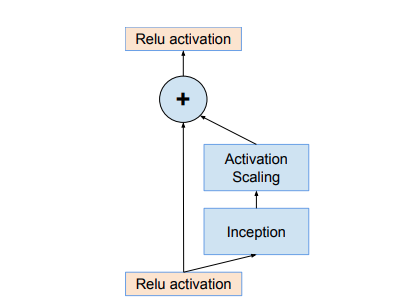 Relu activation
+
Activation
Scaling
Inception
Relu activation